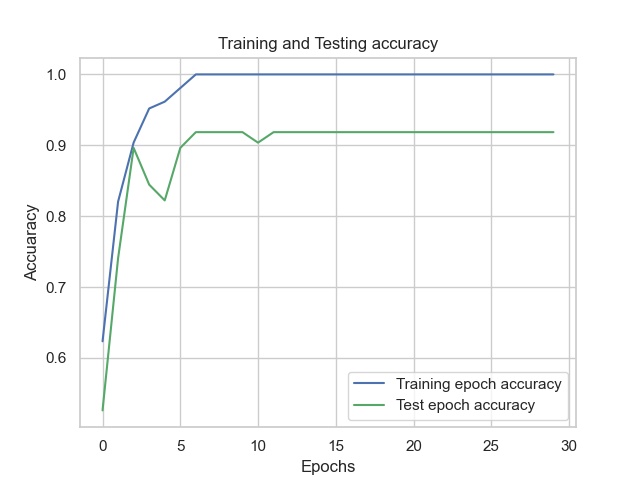 Training and Testing accuracy
1.0
0.9
0.8
0.7
0.6
Accuaracy
Training epoch accuracy
Test epoch accuracy
0 5 10 15 20 25 30
Epochs